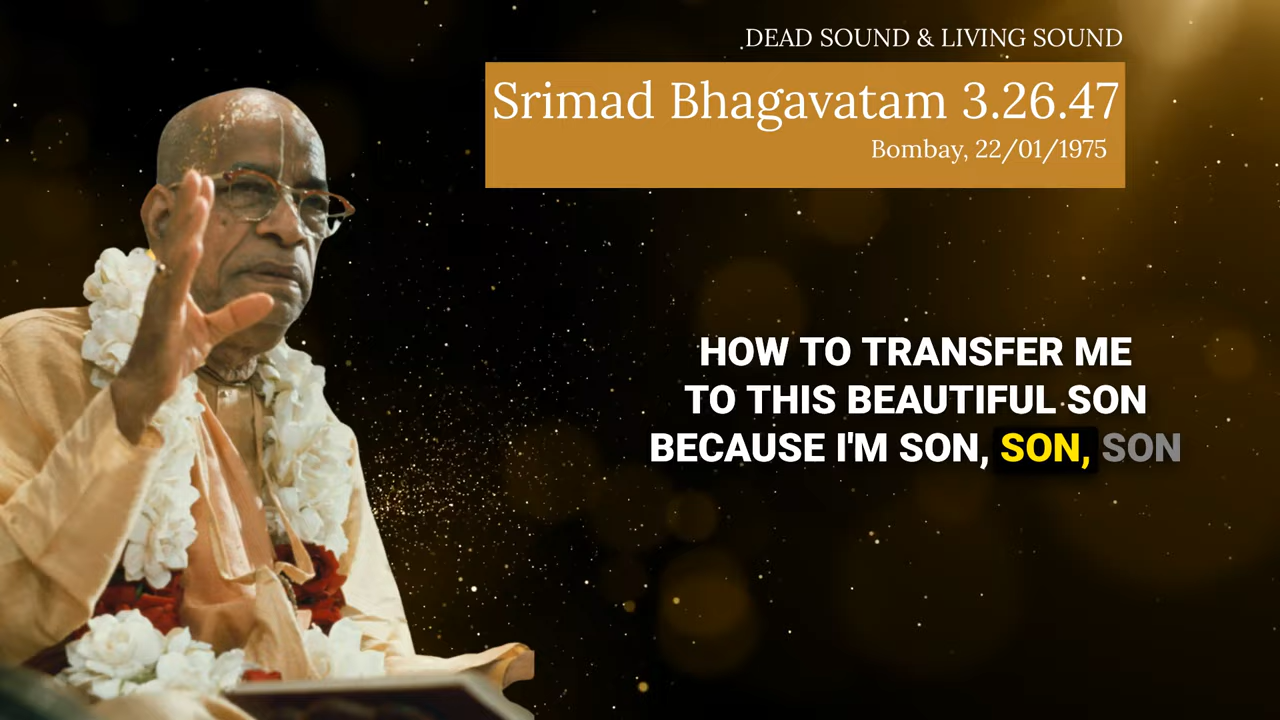 DEAD SOUND & LIVING SOUND
Srimad Bhagavatam 3.26.47
Bombay, 22/01/1975
HOW TO TRANSFER ME
TO THIS BEAUTIFUL SON
BECAUSE I'M SON, SON, SON